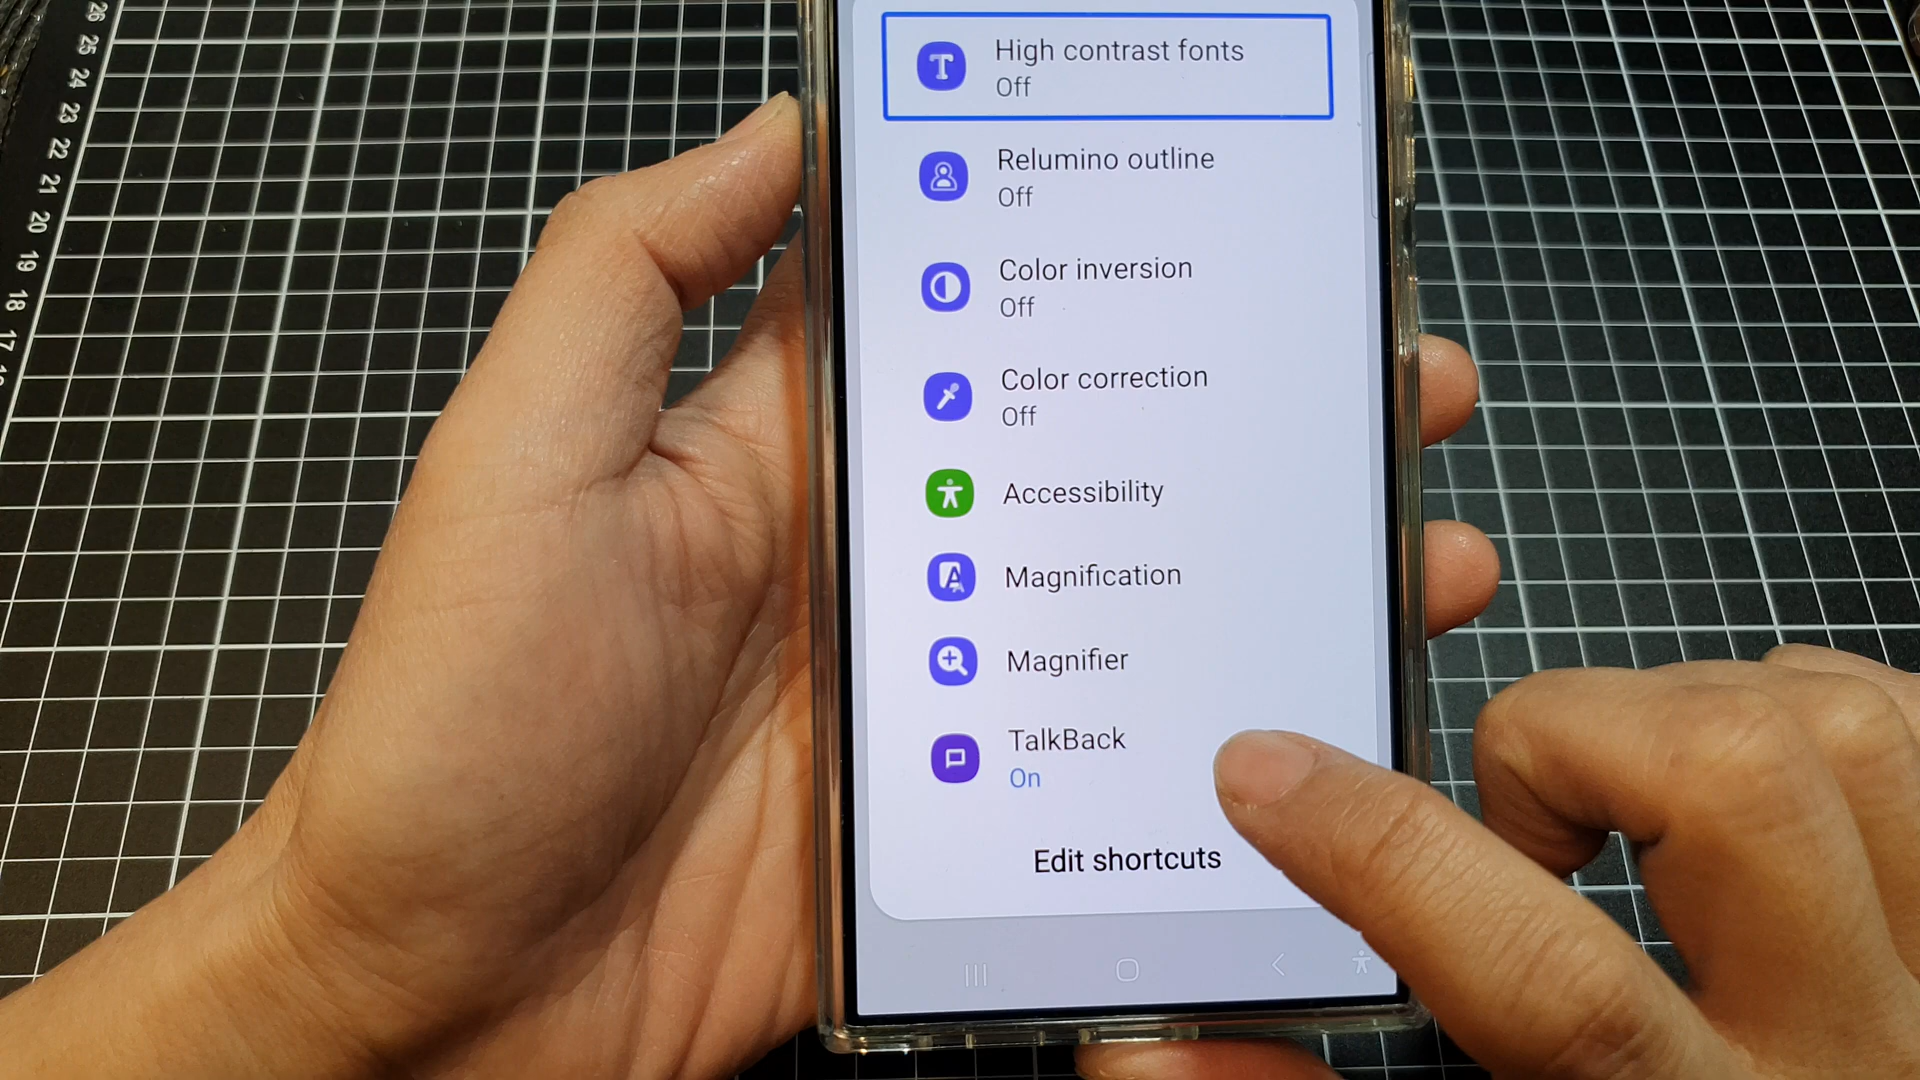 26
25
24
23
22
21
20
19
18
17
High contrast fonts
Off
Relumino outline
Off
Color inversion
Off
Color correction
Off
Accessibility
Magnification
Magnifier
TalkBack
On
Edit shortcuts